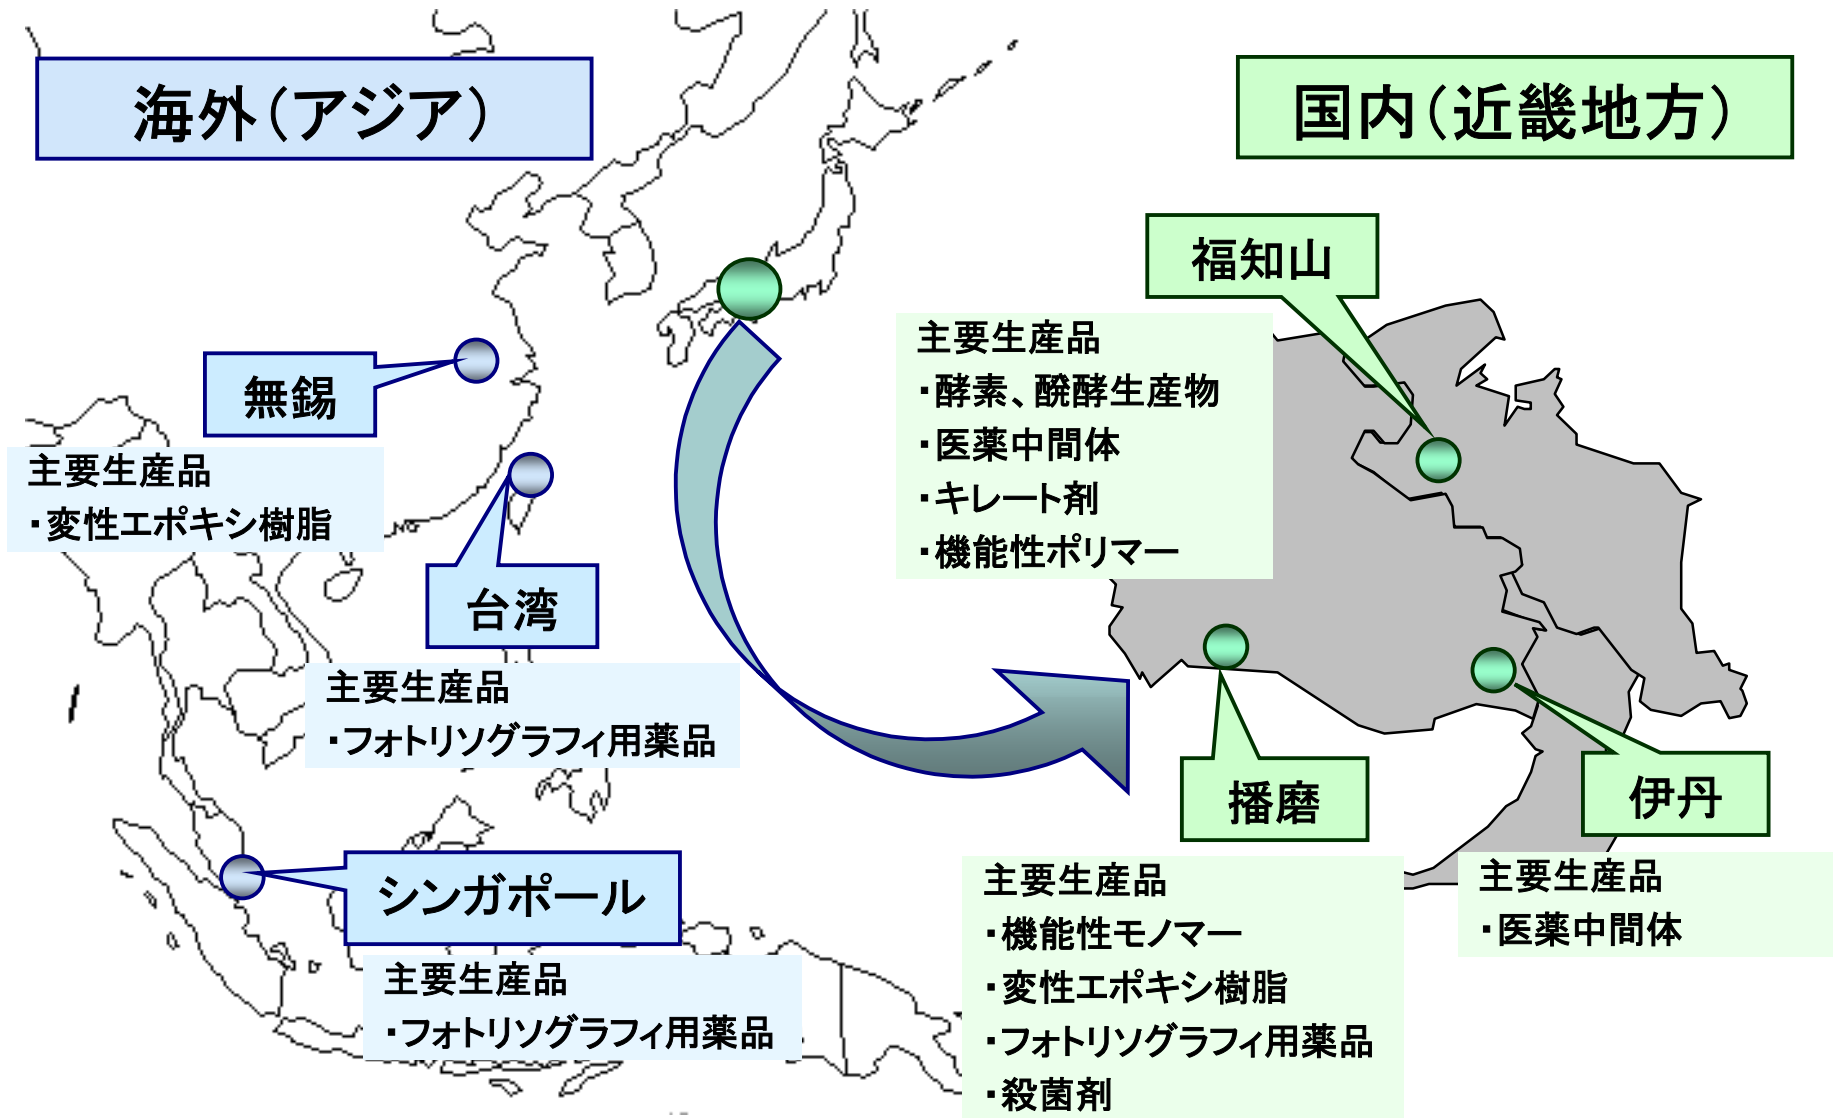 海外(アジア)
無錫
主要生産品
・変性エポキシ樹脂
台湾
主要生産品
・フォトリソグラフィ用薬品
シンガポール
主要生産品
・フォトリソグラフィ用薬品
国内(近畿地方)
福知山
主要生産品
・酵素、醗酵生産物
・医薬中間体
・キレート剤
・機能性ポリマー
播磨
主要生産品
・機能性モノマー
・変性エポキシ樹脂
・フォトリソグラフィ用薬品
・殺菌剤
伊丹
主要生産品
・医薬中間体